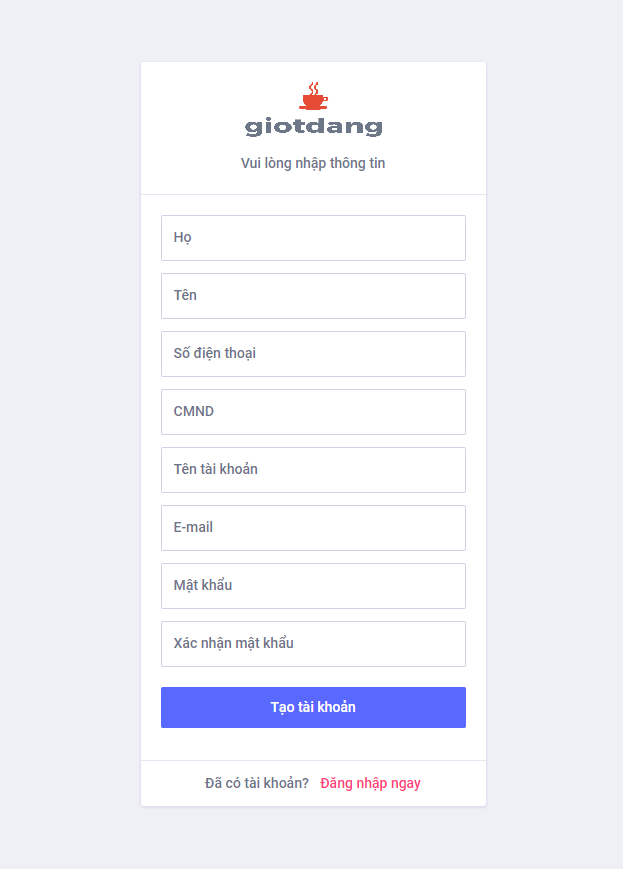 giotdang
Vui lòng nhập thông tin
Họ
Tên
Số điện thoại
CMND
Tên tài khoản
E-mail
Mật khẩu
Xác nhận mật khẩu
Tạo tài khoản
Đã có tài khoản? Đăng nhập ngay